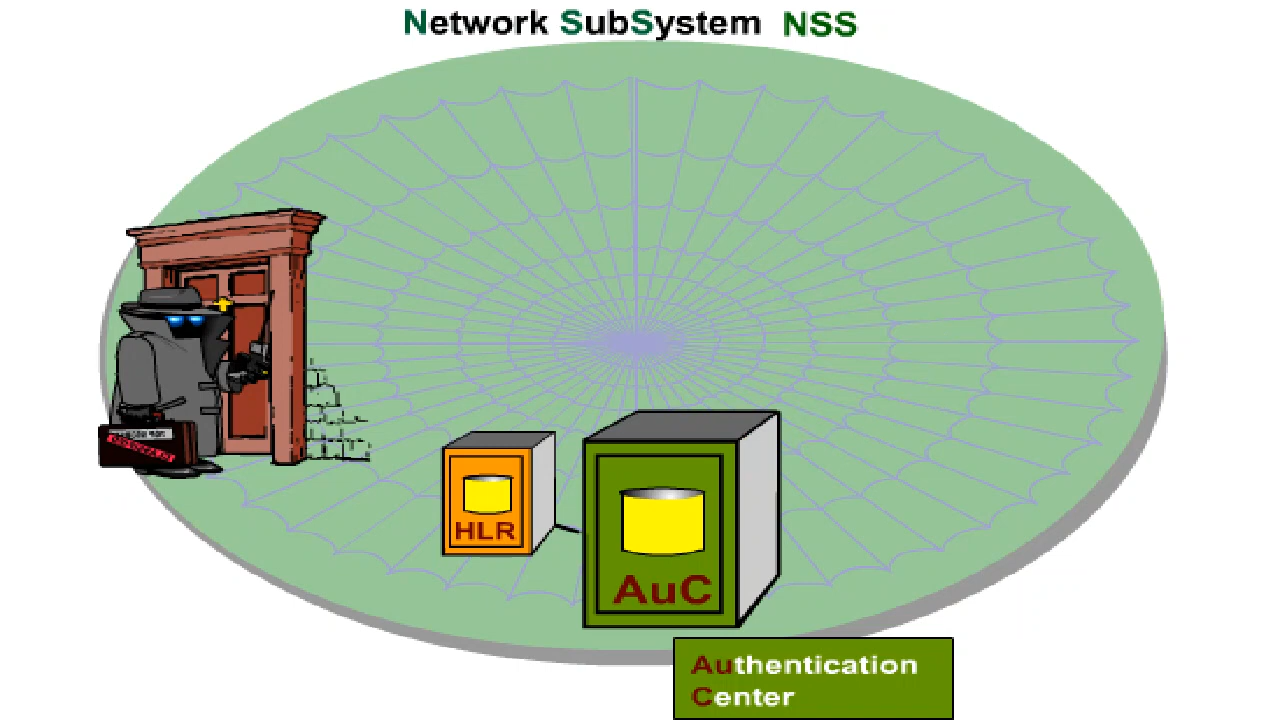 Network SubSystem NSS
HLR
AuC
Authentication
Center